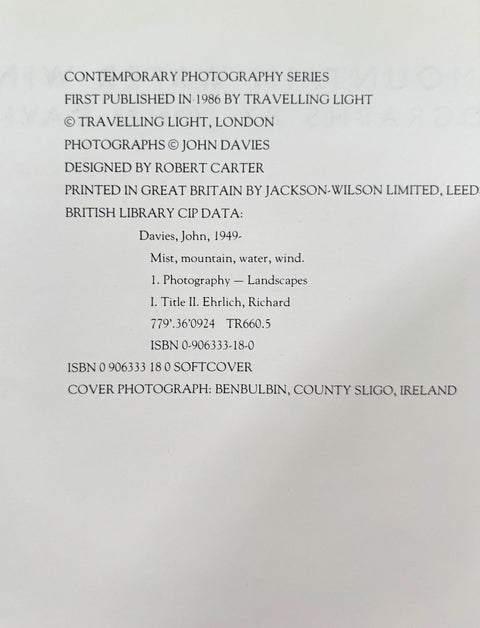 CONTEMPORARY PHOTOGRAPHY SERIES
FIRST PUBLISHED IN 1986 BY TRAVELLING LIGHT
© TRAVELLING LIGHT, LONDON
PHOTOGRAPHS © JOHN DAVIES
DESIGNED BY ROBERT CARTER
PRINTED IN GREAT BRITAIN BY JACKSON-WILSON LIMITED, LEED
BRITISH LIBRARY CIP DATA:
Davies, John, 1949-
Mist, mountain, water, wind.
1. Photography — Landscapes
I. Title II. Ehrlich, Richard
779'.36'0924 TR660.5
ISBN 0-906333-18-0
ISBN 0 906333 18 0 SOFTCOVER
COVER PHOTOGRAPH: BENBULBIN, COUNTY SLIGO, IRELAND